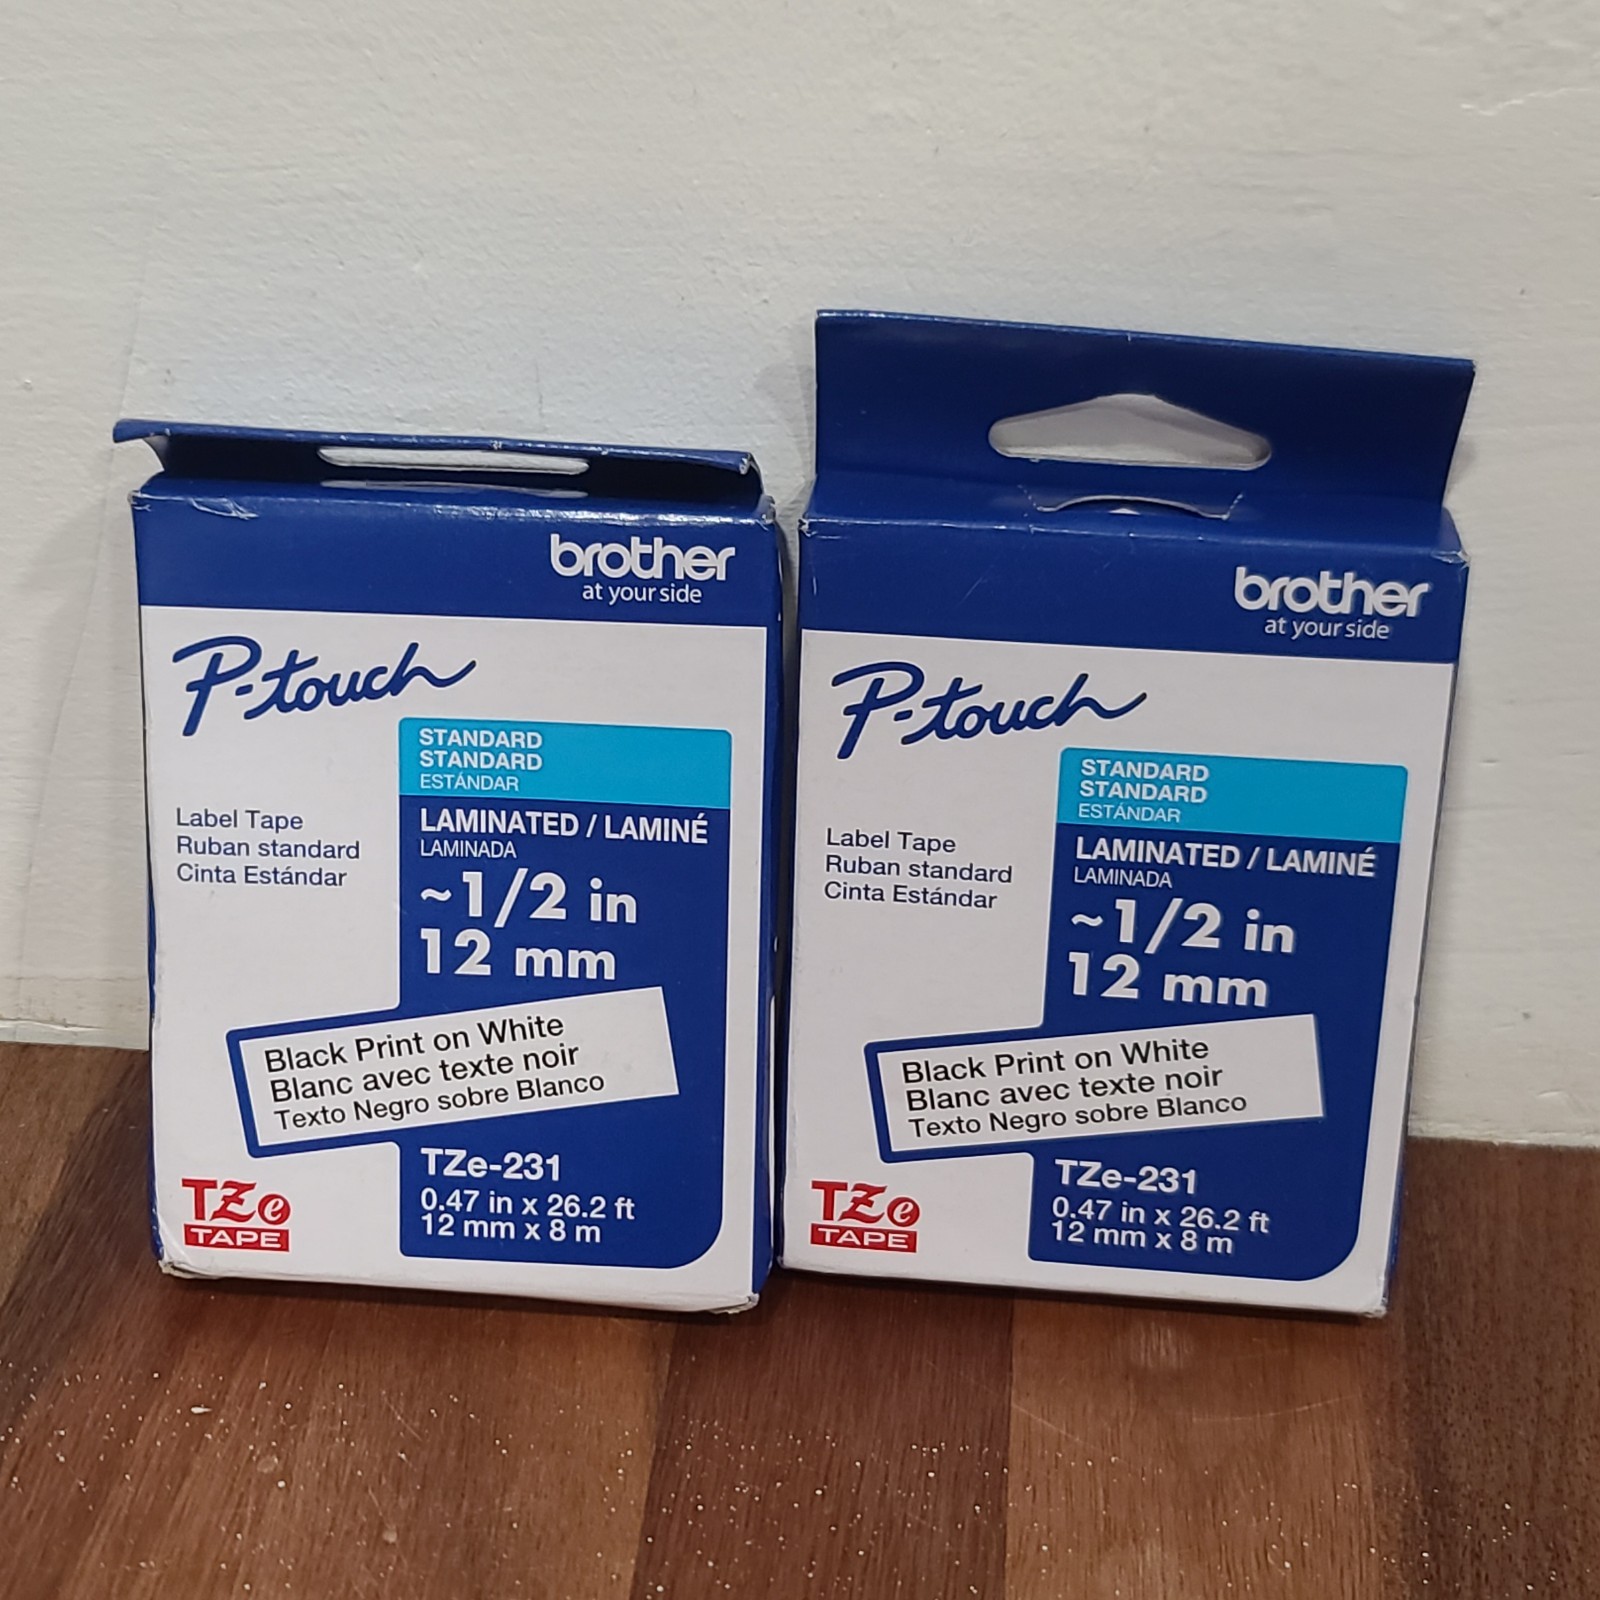 brother
at your side
P-touch
STANDARD
STANDARD
ESTÁNDAR
Label Tape
Ruban standard
Cinta Estándar
LAMINATED / LAMINÉ
LAMINADA
~1/2 in
12 mm
Black Print on White
Blanc avec texte noir
Texto Negro sobre Blanco
TZe-231
0.47 in x 26.2 ft
12 mm x 8 m
TZe
TAPE
brother
at your side
P-touch
STANDARD
STANDARD
ESTÁNDAR
Label Tape
Ruban standard
Cinta Estándar
LAMINATED / LAMINÉ
LAMINADA
~1/2 in
12 mm
Black Print on White
Blanc avec texte noir
Texto Negro sobre Blanco
TZe-231
0.47 in x 26.2 ft
12 mm x 8 m
TZe
TAPE